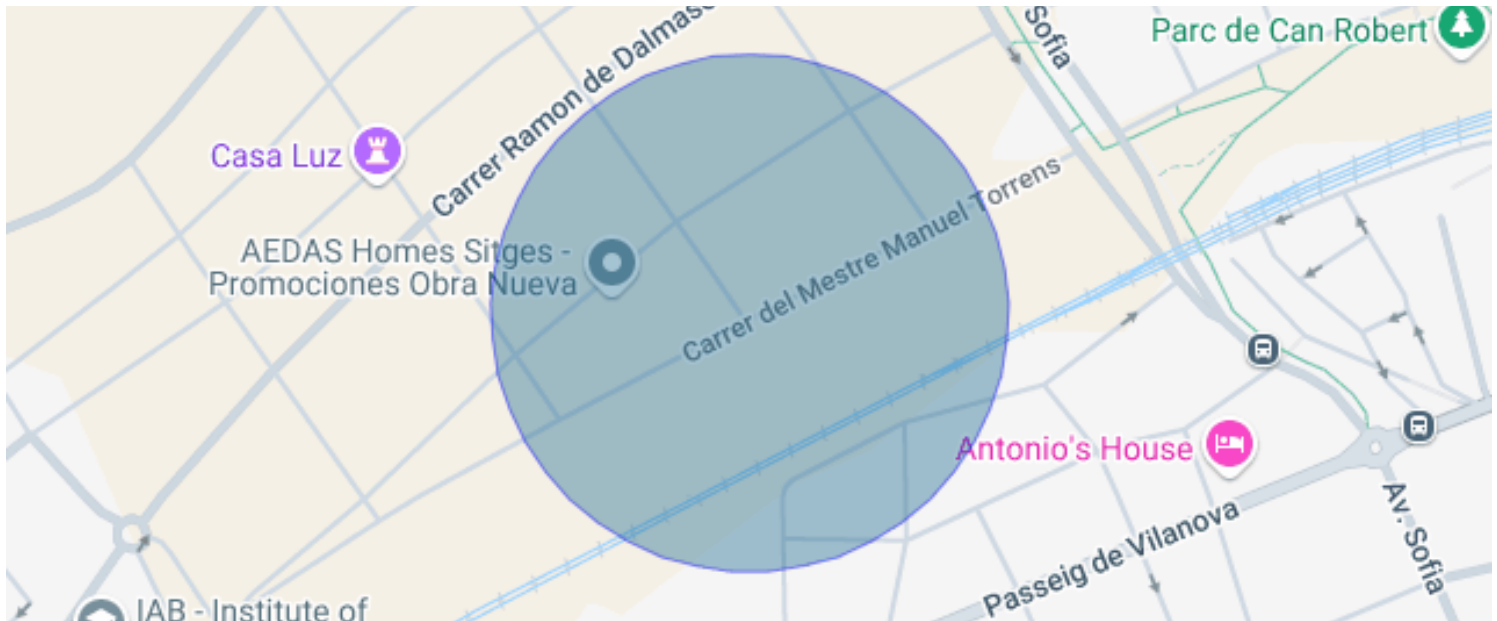 Sofia
Parc de Can Robert
Carrer Ramon de Dalmas
Casa Luz
AEDAS Homes Sitges -
Promociones Obra Nueva
Carrer del Mestre Manuel Torrens
Antonio's House
Passeig de Vilanova
Av. Sofia
IAB - Institute of